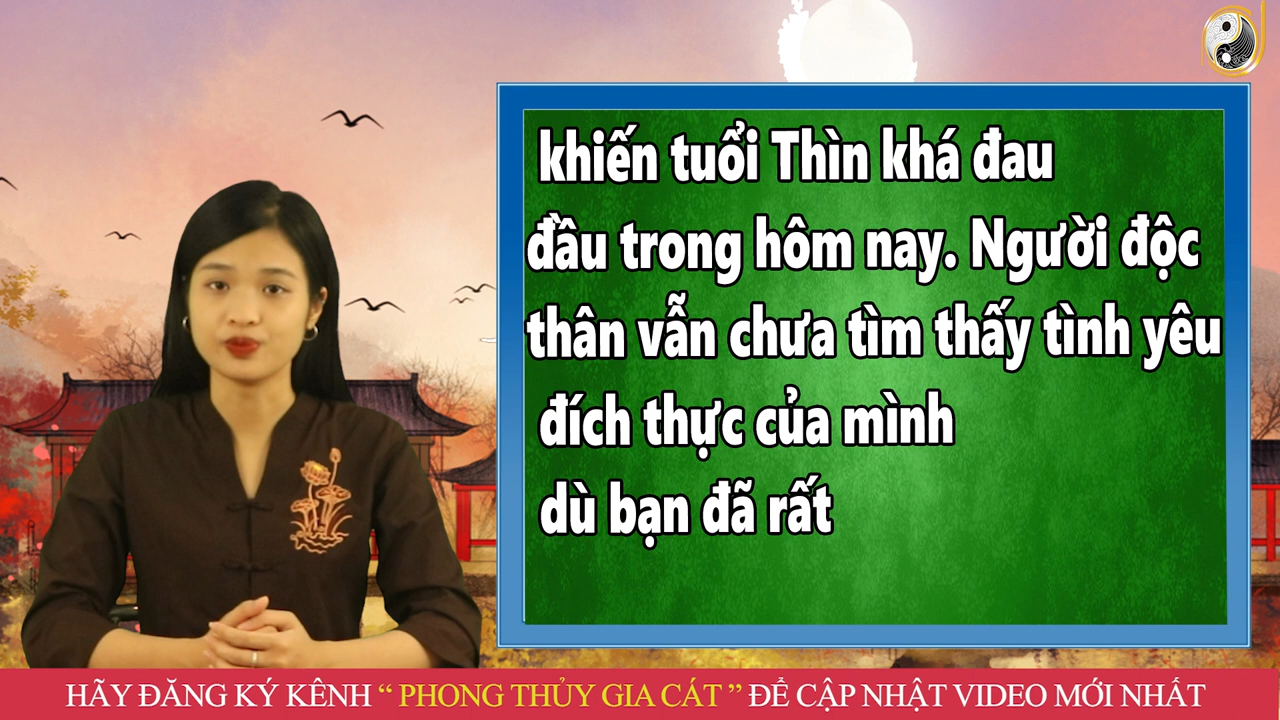 khiến tuổi Thìn khá đau
đầu trong hôm nay. Người độc
thân vẫn chưa tìm thấy tình yêu
đích thực của mình
dù bạn đã rất
HÃY ĐĂNG KÝ KÊNH “ PHONG THỦY GIA CÁT ” ĐỂ CẬP NHẬT VIDEO MỚI NHẤT